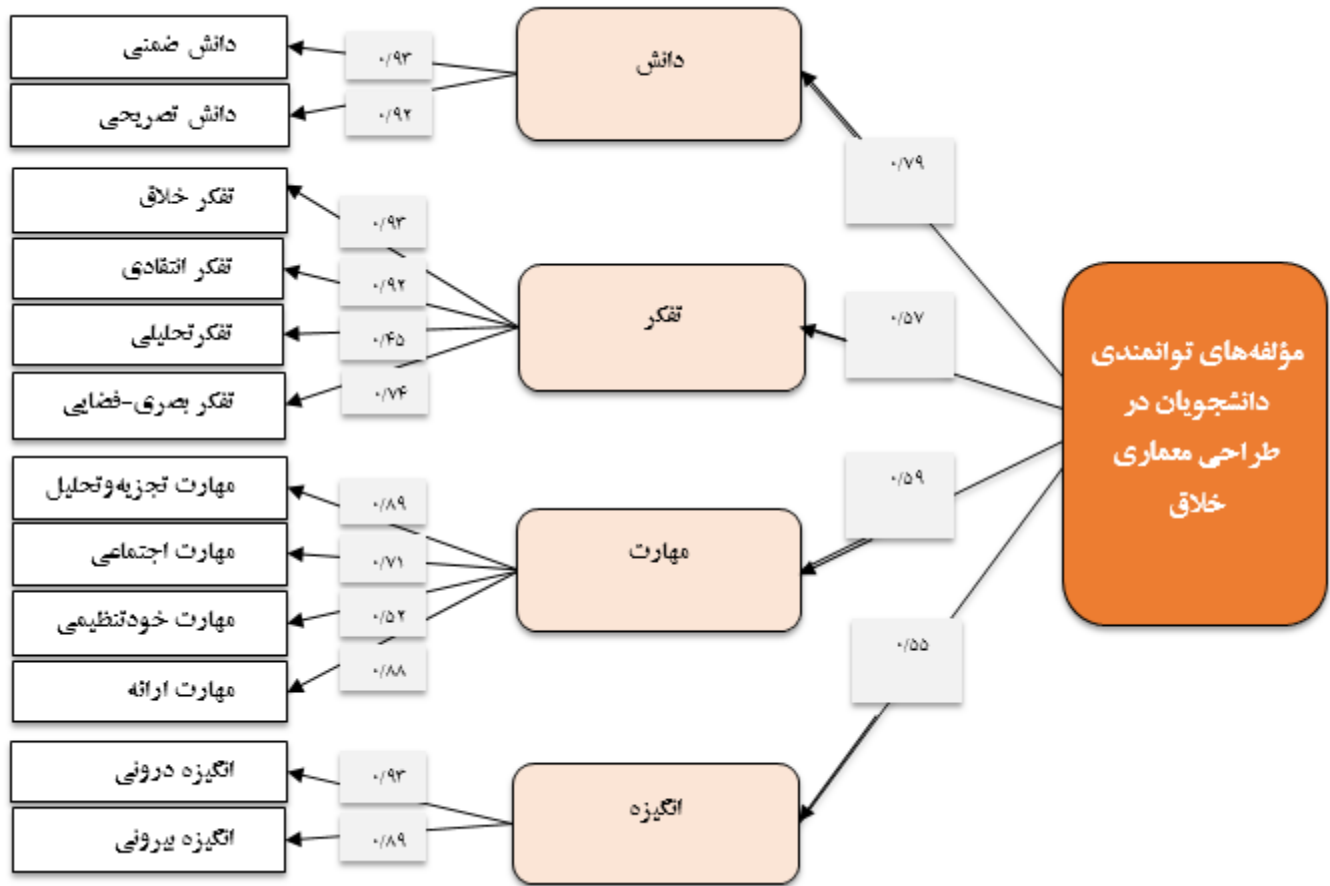 مؤلفه‌های توانمندی
دانشجویان در
طراحی معماری
خلاق
۰/۷۹
۰/۵۷
۰/۵۹
۰/۵۵
دانش
۰/۹۳
۰/۹۲
دانش ضمنی
دانش تصریحی
تفکر
۰/۹۳
۰/۹۲
۰/۴۵
۰/۷۴
تفکر خلاق
تفکر انتقادی
تفکرتحلیلی
تفکر بصری-فضایی
مهارت
۰/۸۹
۰/۷۱
۰/۵۲
۰/۸۸
مهارت تجزیه‌وتحلیل
مهارت اجتماعی
مهارت خودتنظیمی
مهارت ارائه
انگیزه
۰/۹۳
۰/۸۹
انگیزه درونی
انگیزه بیرونی